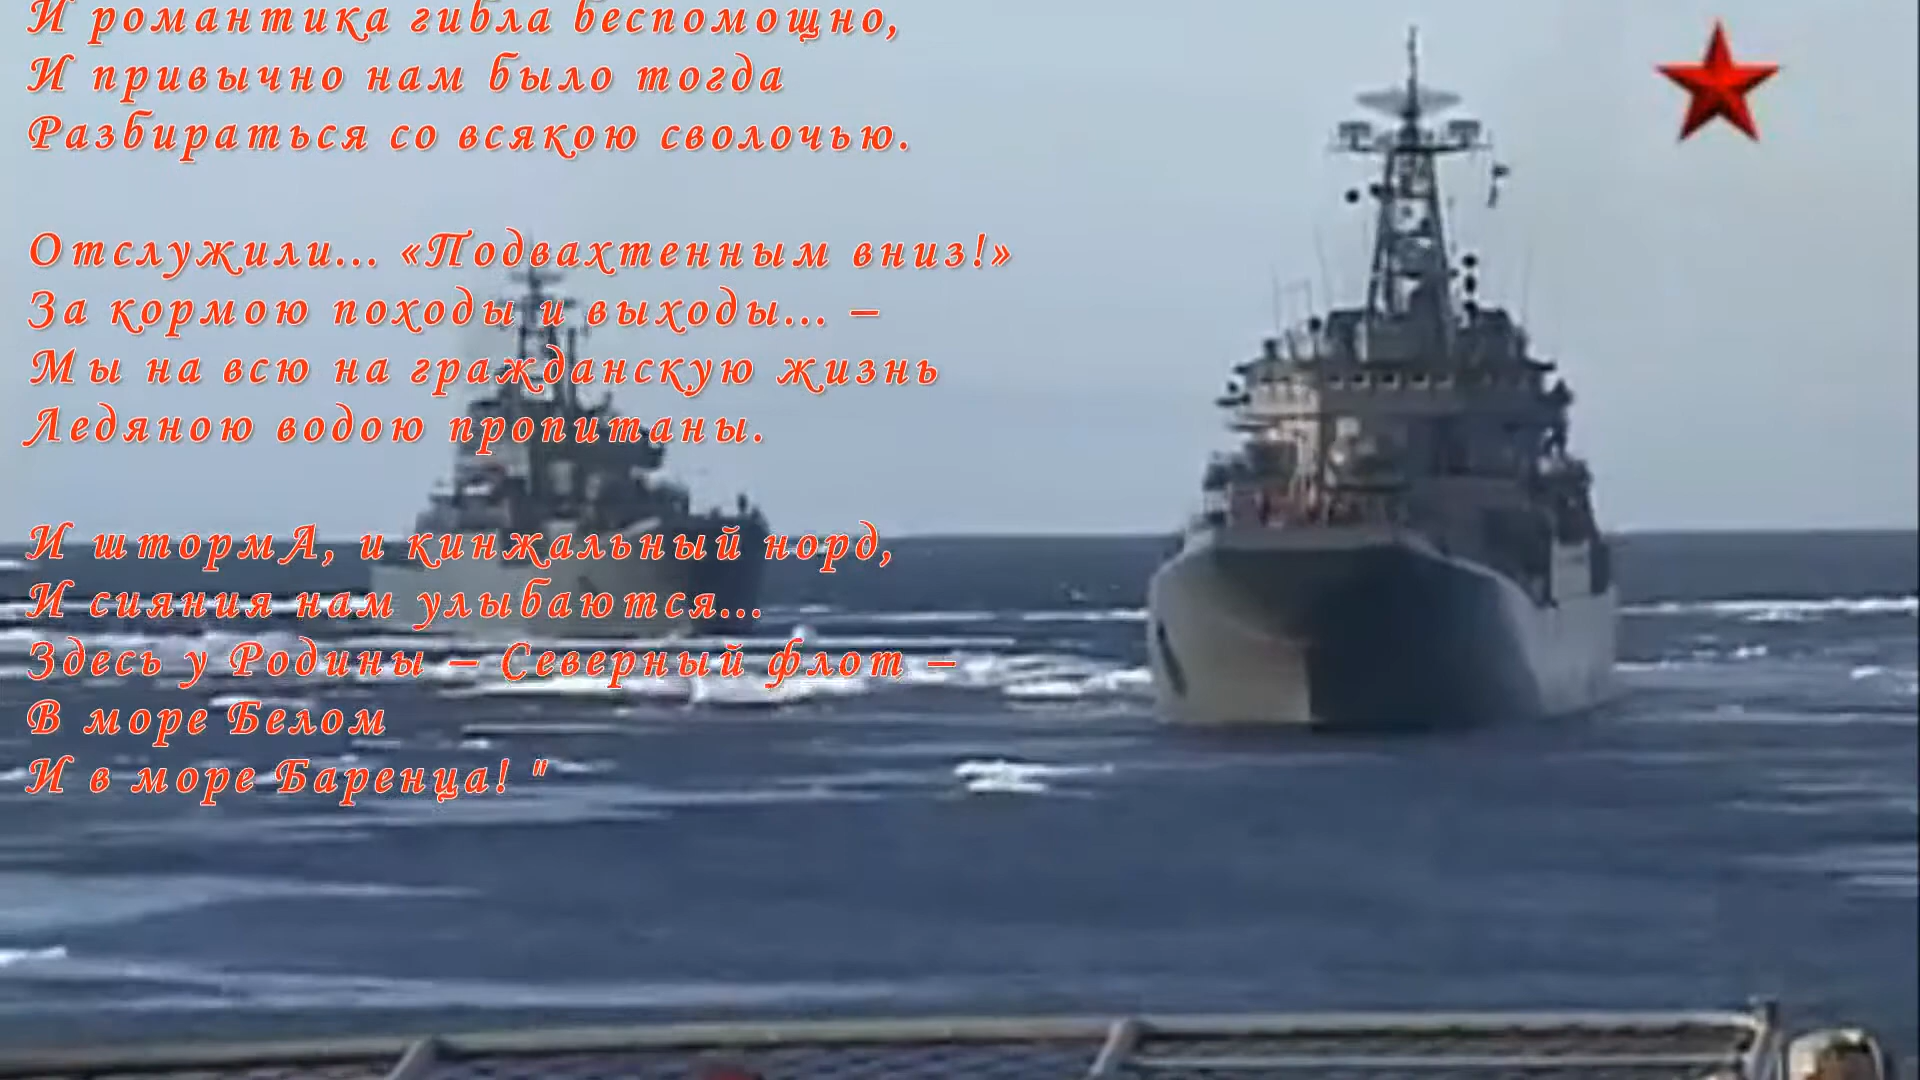 И романтика гибла беспомощно,
И привычно нам было тогда
Разбираться со всякою сволочью.
Отслужили... «Подвахтенным вниз!»
За кормою походы и выходы... –
Мы на всю на гражданскую жизнь
Ледяною водою пропитаны.
И штормА, и кинжальный норд,
И сияния нам улыбаются...
Здесь у Родины – Северный флот –
В море Белом
И в море Баренца! "